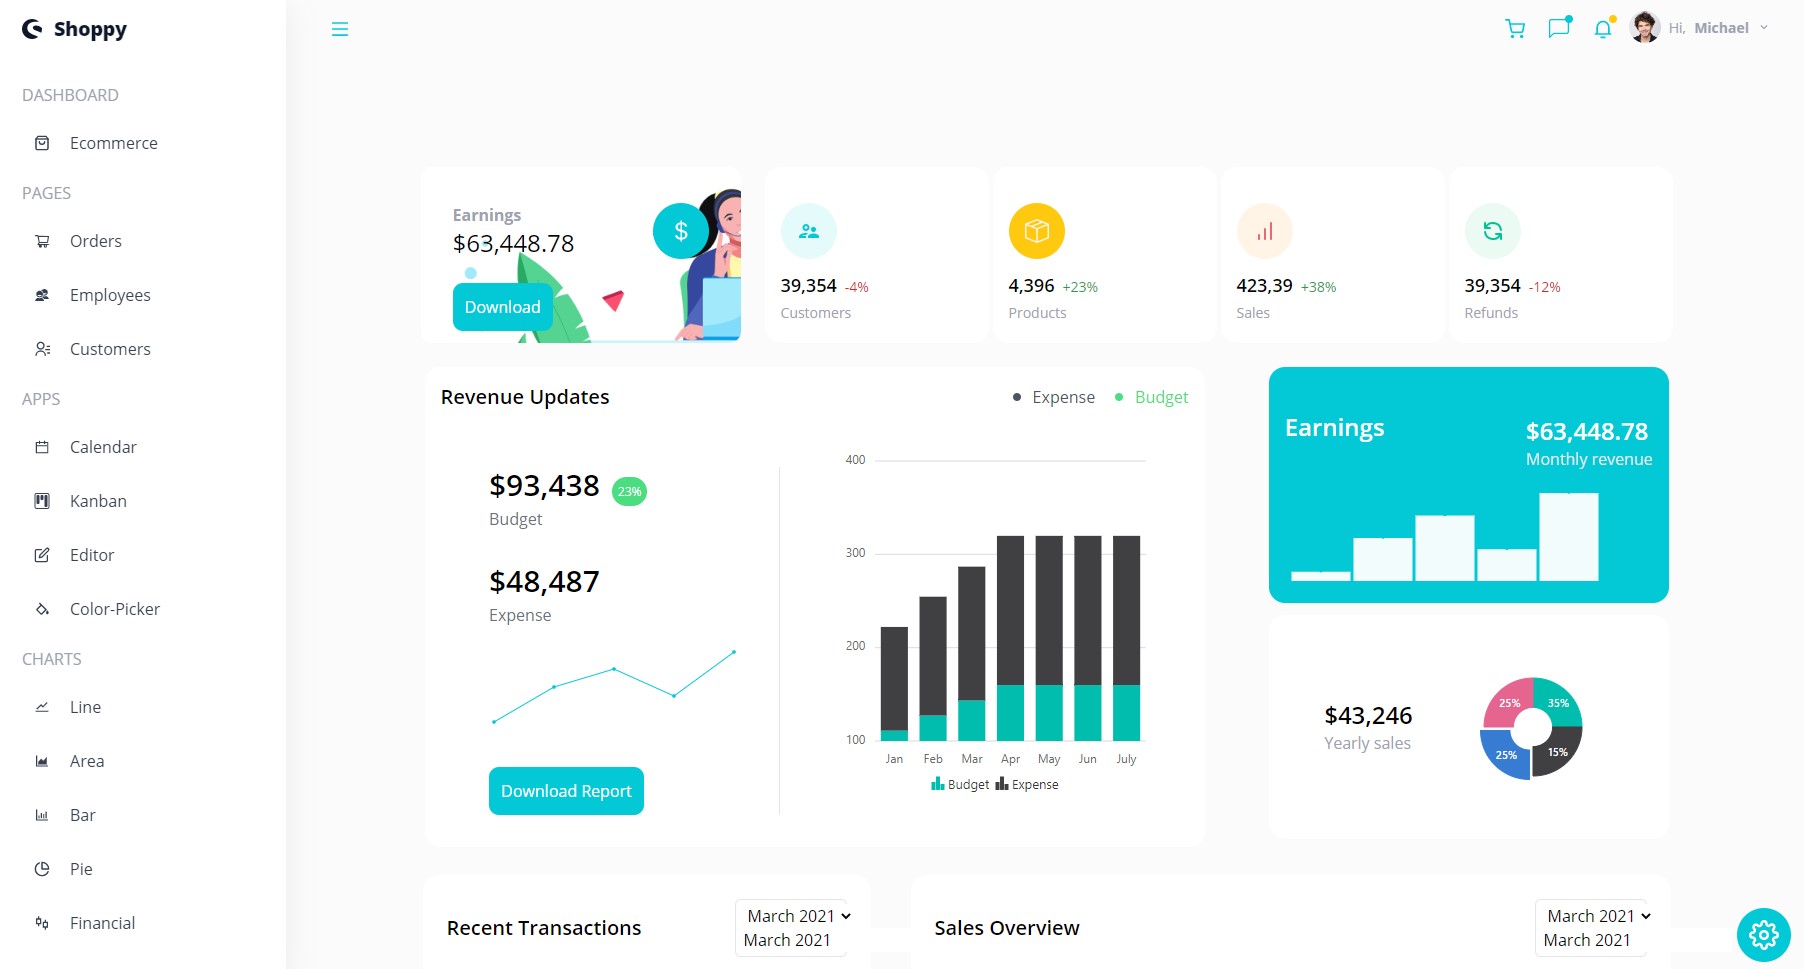 Shoppy
Hi, Michael
DASHBOARD
Ecommerce
PAGES
Orders
Employees
Customers
APPS
Calendar
Kanban
Editor
Color-Picker
CHARTS
Line
Area
Bar
Pie
Financial
Earnings
$63,448.78
$
Download
39,354 -4%
Customers
4,396 +23%
Products
423,39 +38%
Sales
39,354 -12%
Refunds
Revenue Updates
Expense
Budget
$93,438 23%
Budget
$48,487
Expense
Download Report
400
300
200
100
Jan Feb Mar Apr May Jun July
Budget Expense
Earnings
$63,448.78
Monthly revenue
$43,246
Yearly sales
25% 35%
25% 15%
Recent Transactions
March 2021
March 2021
Sales Overview
March 2021
March 2021